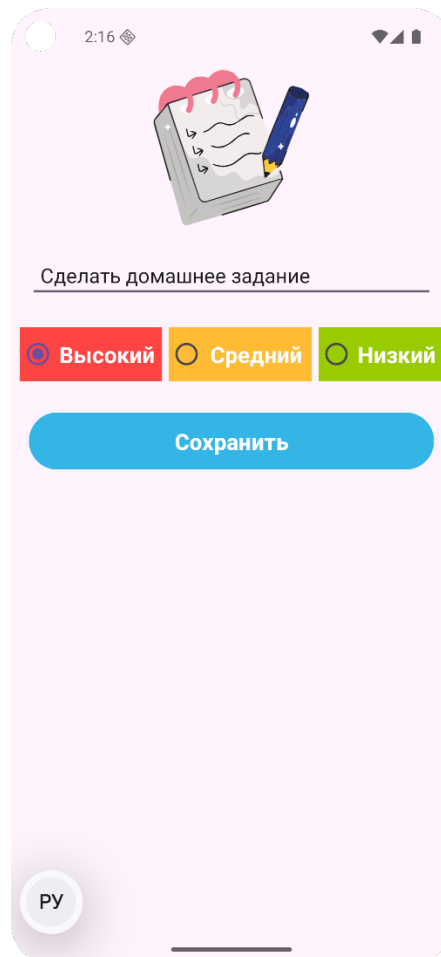 2:16
Сделать домашнее задание
Высокий Средний Низкий
Сохранить
РУ